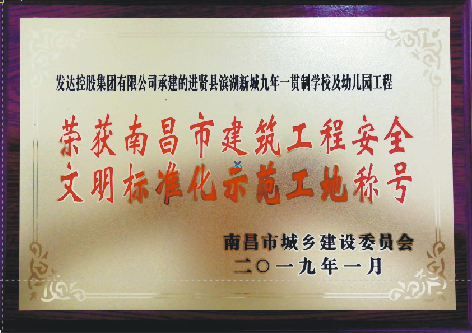 发达控股集团有限公司承建的进贤县滨湖新城九年一贯制学校及幼儿园工程
荣获南昌市建筑工程安全
文明标准化示范工地称号
南昌市城乡建设委员会
二〇一九年一月